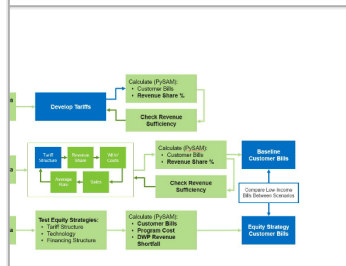 Develop Tariffs
Calculate (PySAM):
• Customer Bills
• Revenue Share %
Check Revenue
Sufficiency
Tariff
Structure
Revenue
Share
Average
Calculate (PySAM):
• Customer Bills
• Revenue Share %
Check Revenue
Sufficiency
Baseline
Customer Bills
Compare Low-Income
Bills Between Scenarios
Test Equity Strategies:
• Tariff Structure
• Technology
• Financing Structure
Calculate (PySAM):
• Customer Bills
• Program Cost
• DWP Revenue
Shortfall
Equity Strategy
Customer Bills
a
a
a